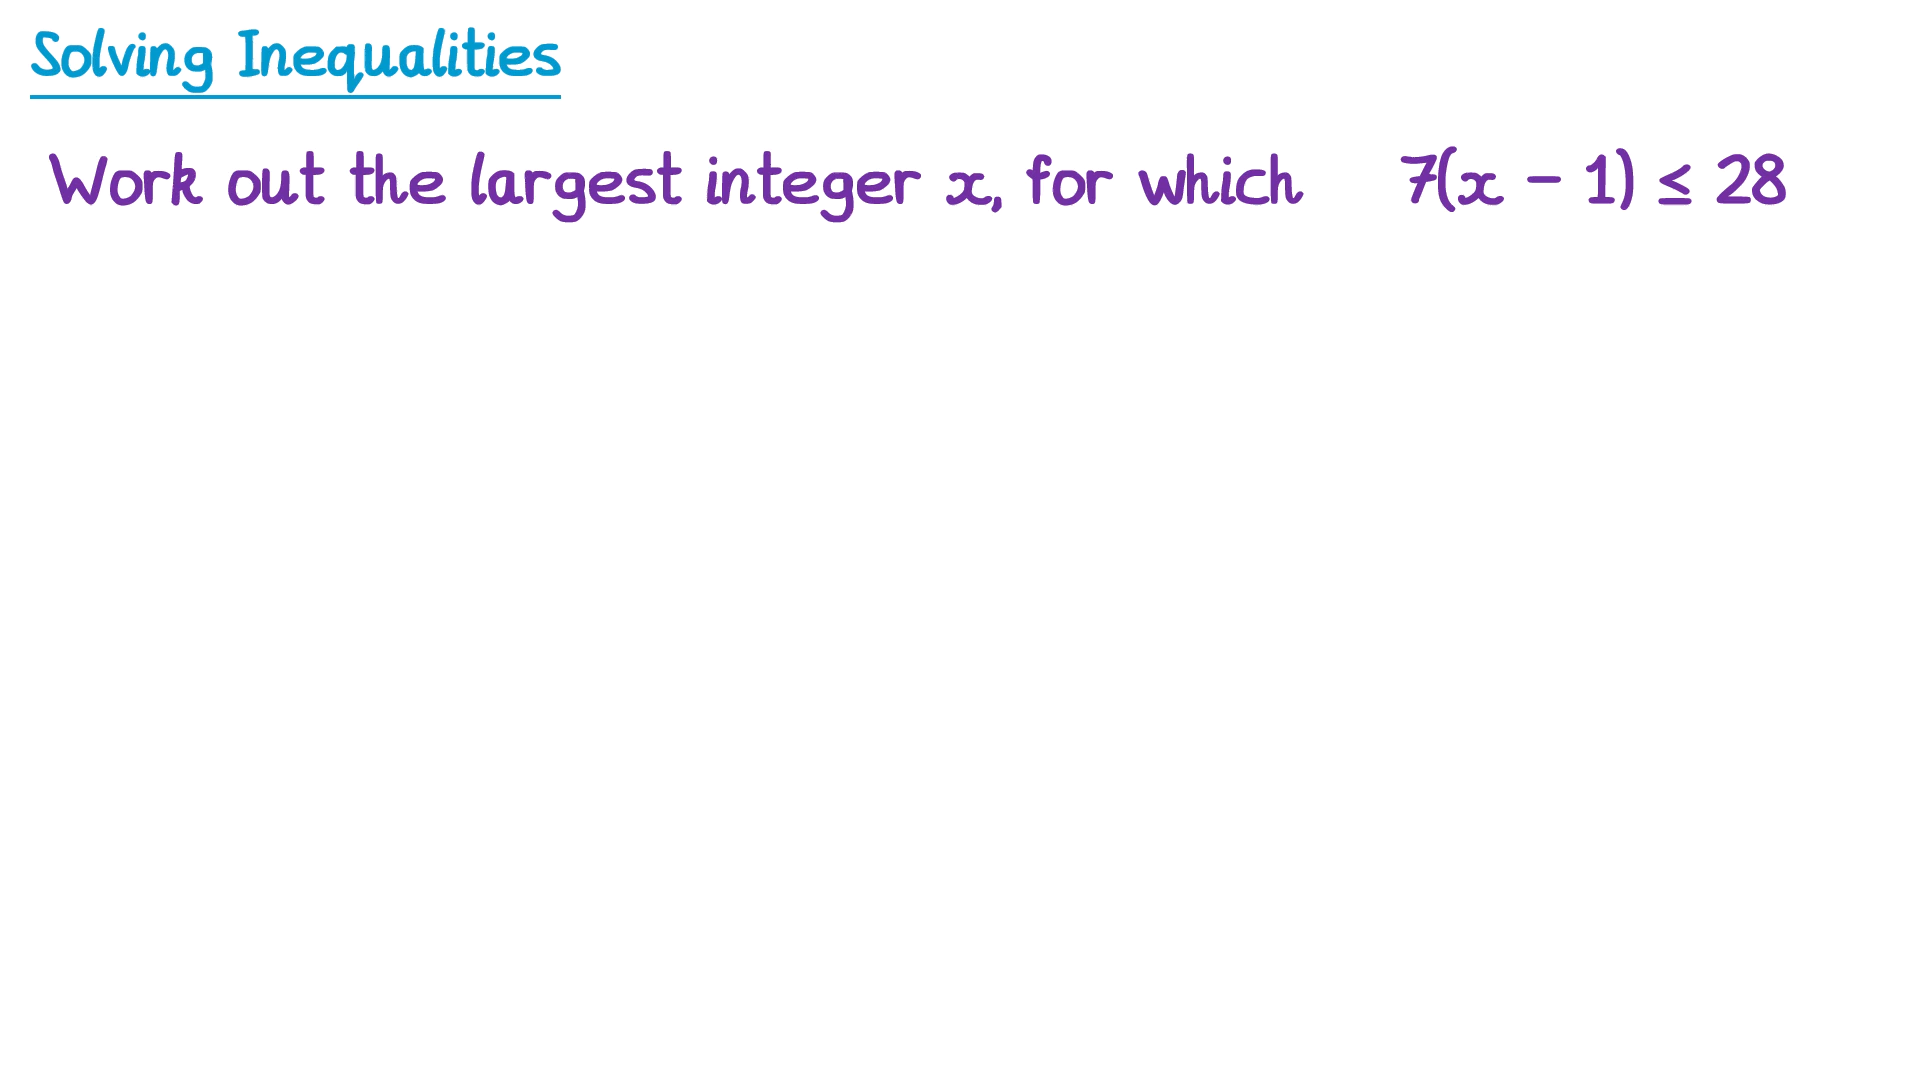 Solving Inequalities
Work out the largest integer x, for which 7(x − 1) ≤ 28